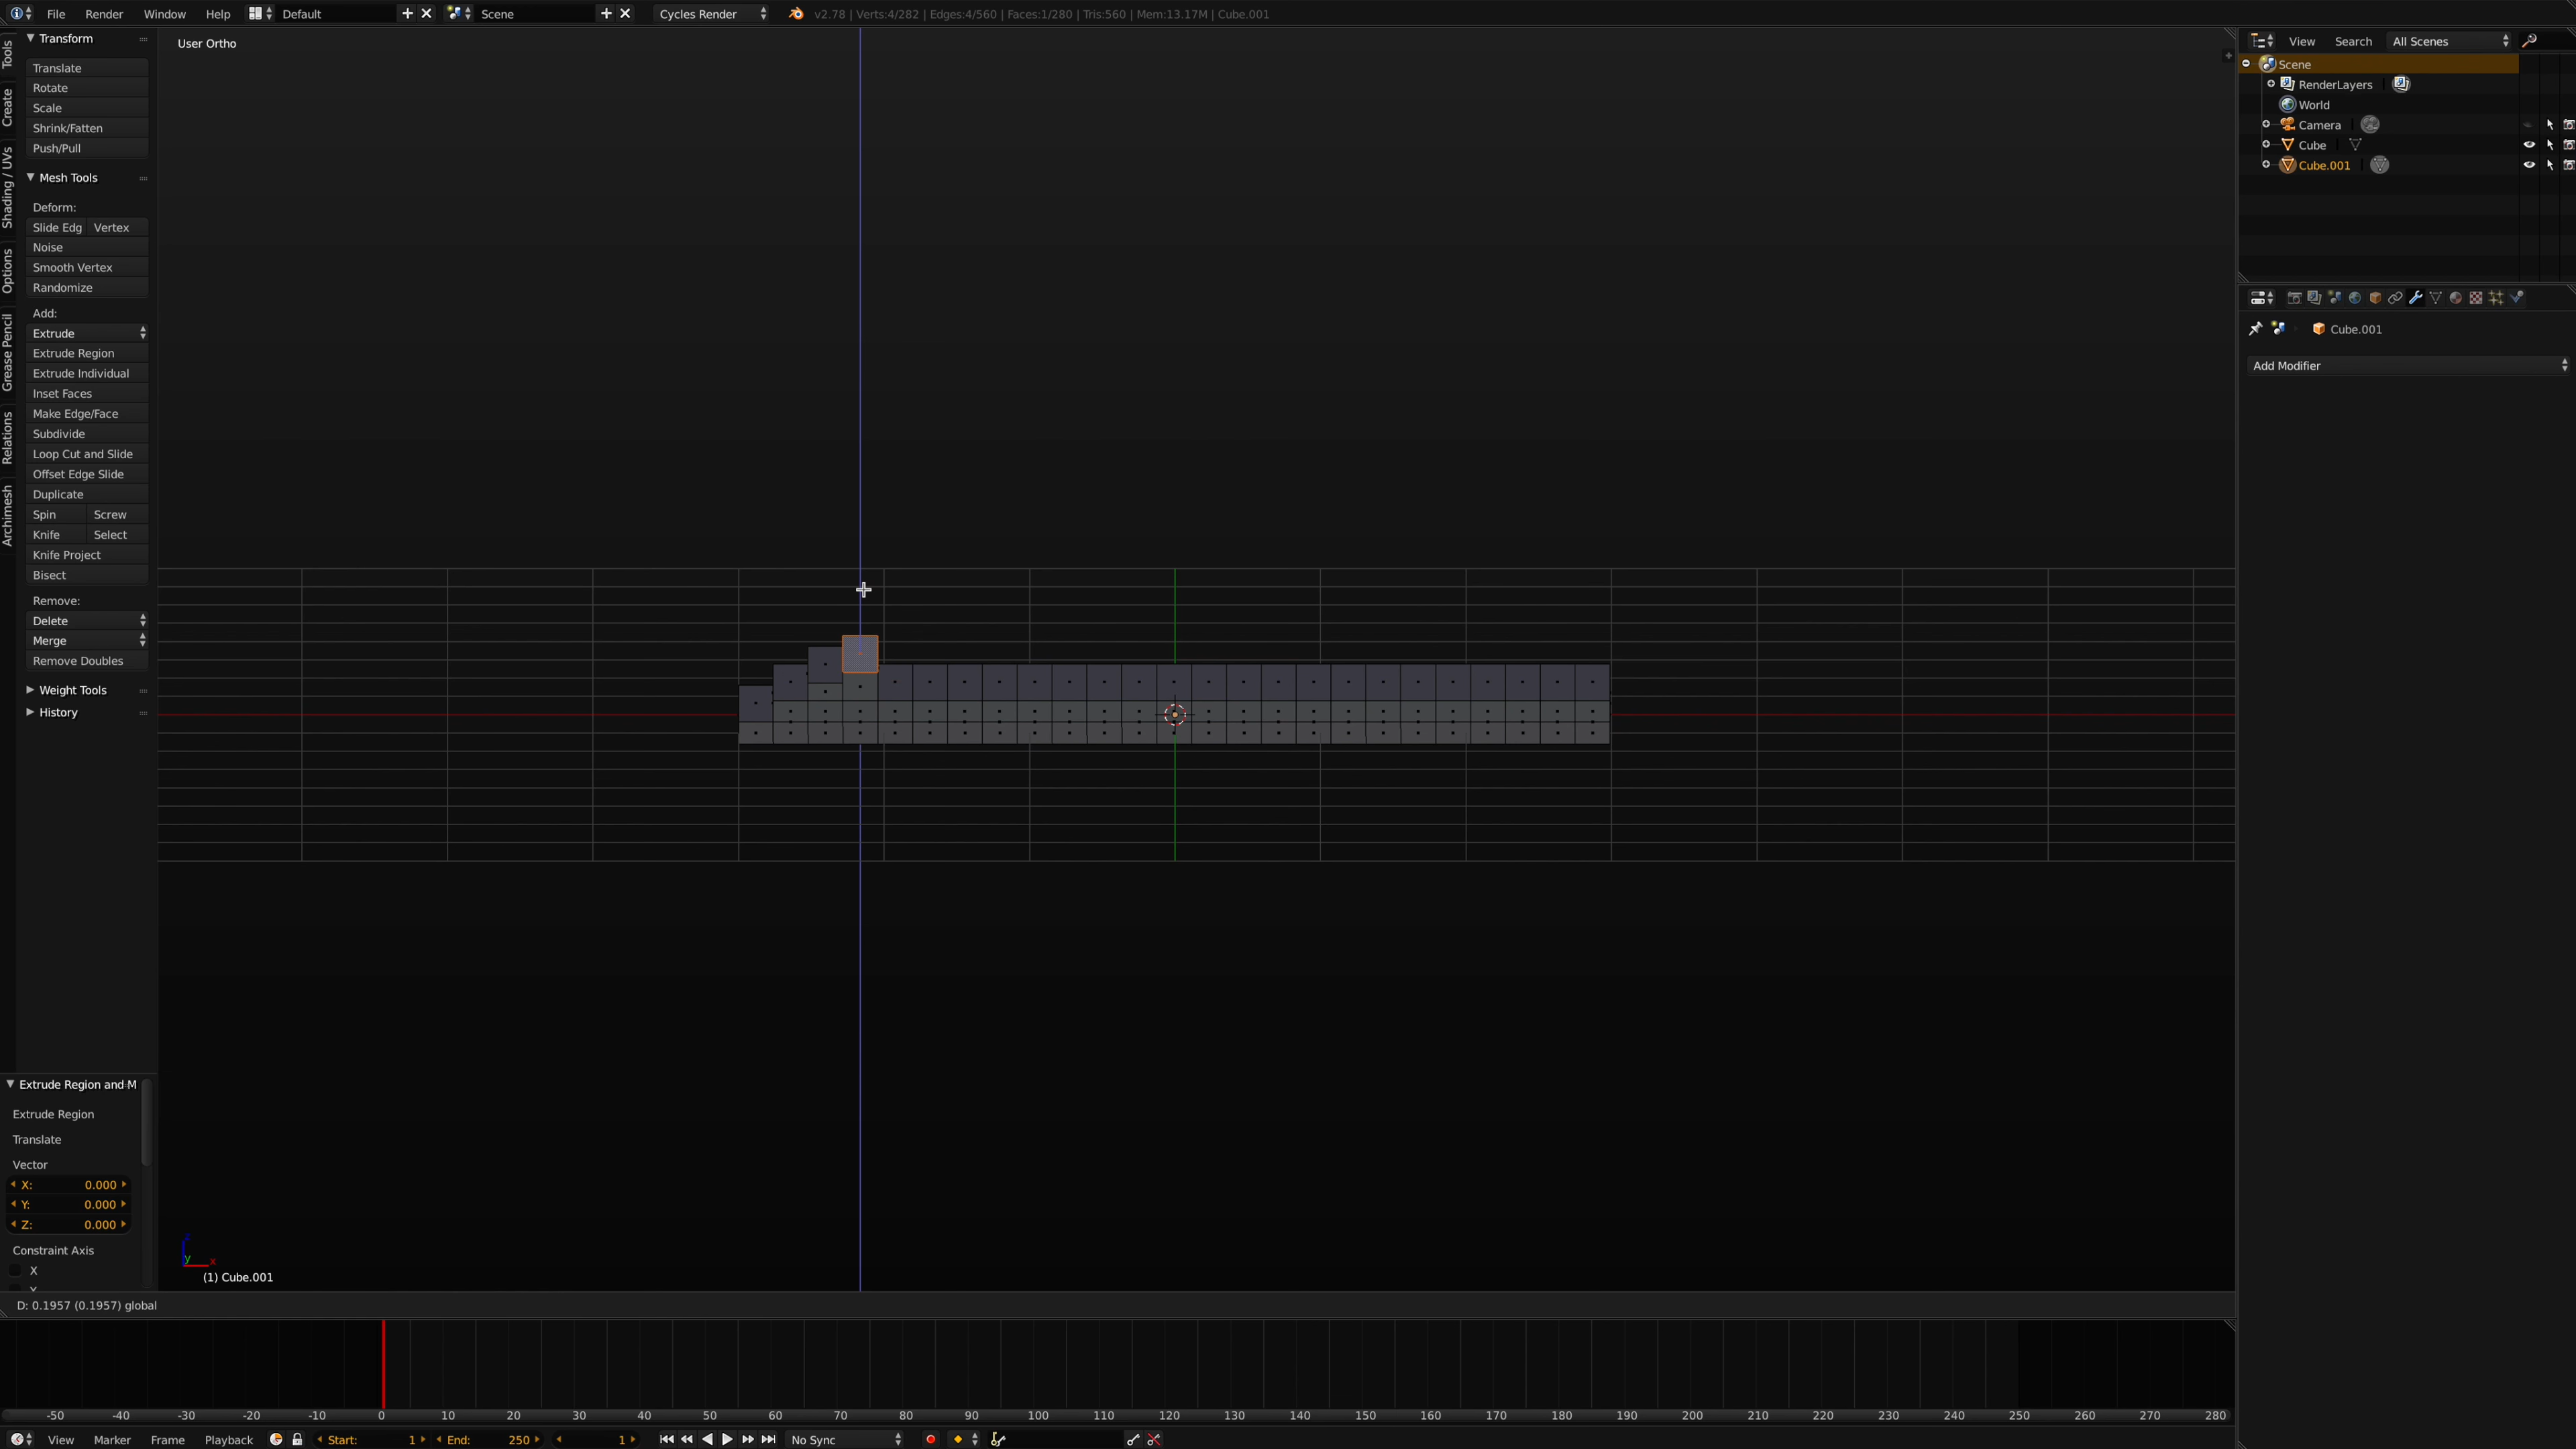 File Render Window Help Default Scene Cycles Render v2.78 | Verts:4/282 | Edges:4/560 | Faces:1/280 | Tris:560 | Mem:13.17M | Cube.001
Tools
Create
Shading / UVs
Options
Grease Pencil
Relations
Archimesh
Transform
Translate
Rotate
Scale
Shrink/Fatten
Push/Pull
Mesh Tools
Deform:
Slide Edg Vertex
Noise
Smooth Vertex
Randomize
Add:
Extrude
Extrude Region
Extrude Individual
Inset Faces
Make Edge/Face
Subdivide
Loop Cut and Slide
Offset Edge Slide
Duplicate
Spin Screw
Knife Select
Knife Project
Bisect
Remove:
Delete
Merge
Remove Doubles
Weight Tools
History
Extrude Region and M
Extrude Region
Translate
Vector
X: 0.000
Y: 0.000
Z: 0.000
Constraint Axis
X
Y
User Ortho
z
y x
(1) Cube.001
View Search All Scenes
Scene
RenderLayers
World
Camera
Cube
Cube.001
Cube.001
Add Modifier
D: 0.1957 (0.1957) global
-50 -40 -30 -20 -10 0 10 20 30 40 50 60 70 80 90 100 110 120 130 140 150 160 170 180 190 200 210 220 230 240 250 260 270 280
View Marker Frame Playback Start: 1 End: 250 1 No Sync